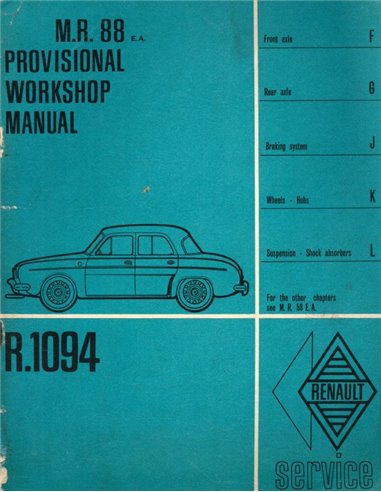 M.R. 88 E.A.
PROVISIONAL
WORKSHOP
MANUAL
R.1094
Front axle F
Rear axle G
Braking system J
Wheels - Hubs K
Suspension - Shock absorbers L
For the other chapters
see M.R. 58 E.A.
RENAULT
service